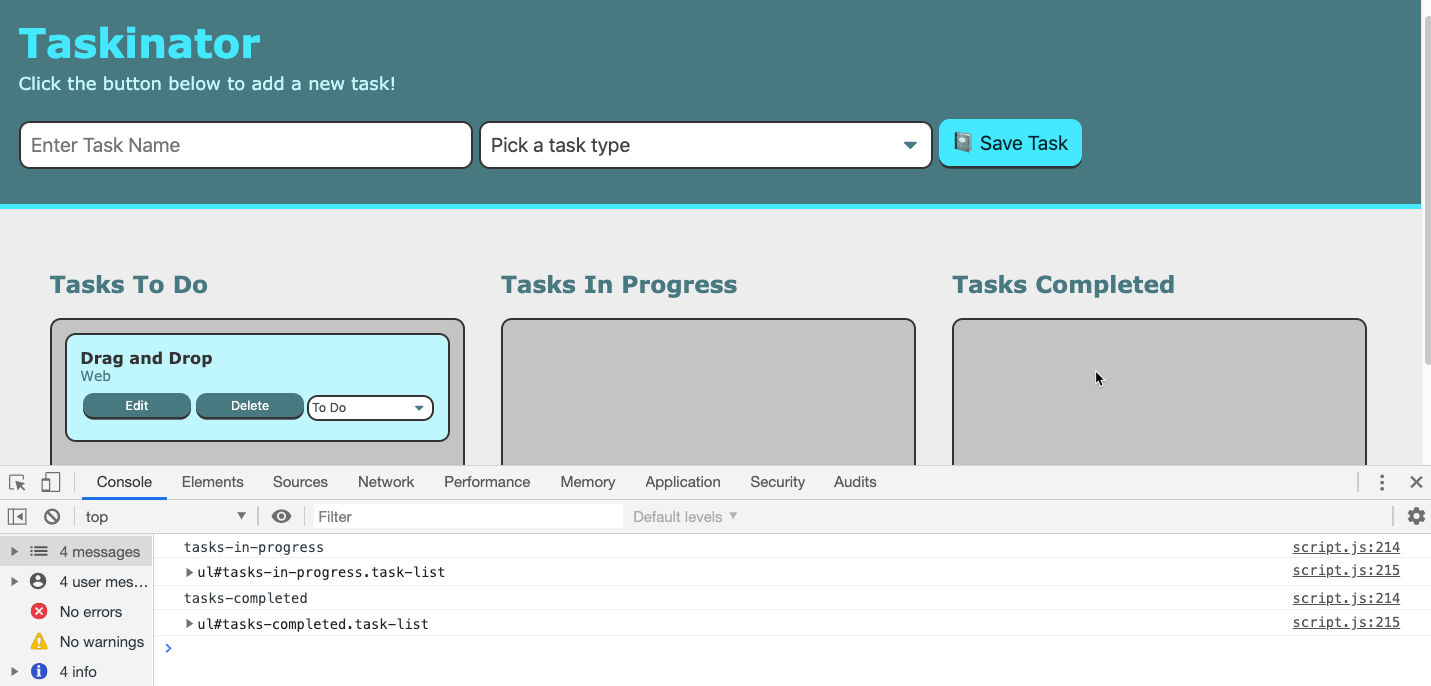 Taskinator
Click the button below to add a new task!
Enter Task Name
Pick a task type
Save Task
Tasks To Do
Tasks In Progress
Tasks Completed
Drag and Drop
Web
Edit
Delete
To Do
Console
Elements
Sources
Network
Performance
Memory
Application
Security
Audits
top
Filter
Default levels
4 messages
4 user mes…
No errors
No warnings
4 info
tasks-in-progress script.js:214
ul#tasks-in-progress.task-list script.js:215
tasks-completed script.js:214
ul#tasks-completed.task-list script.js:215